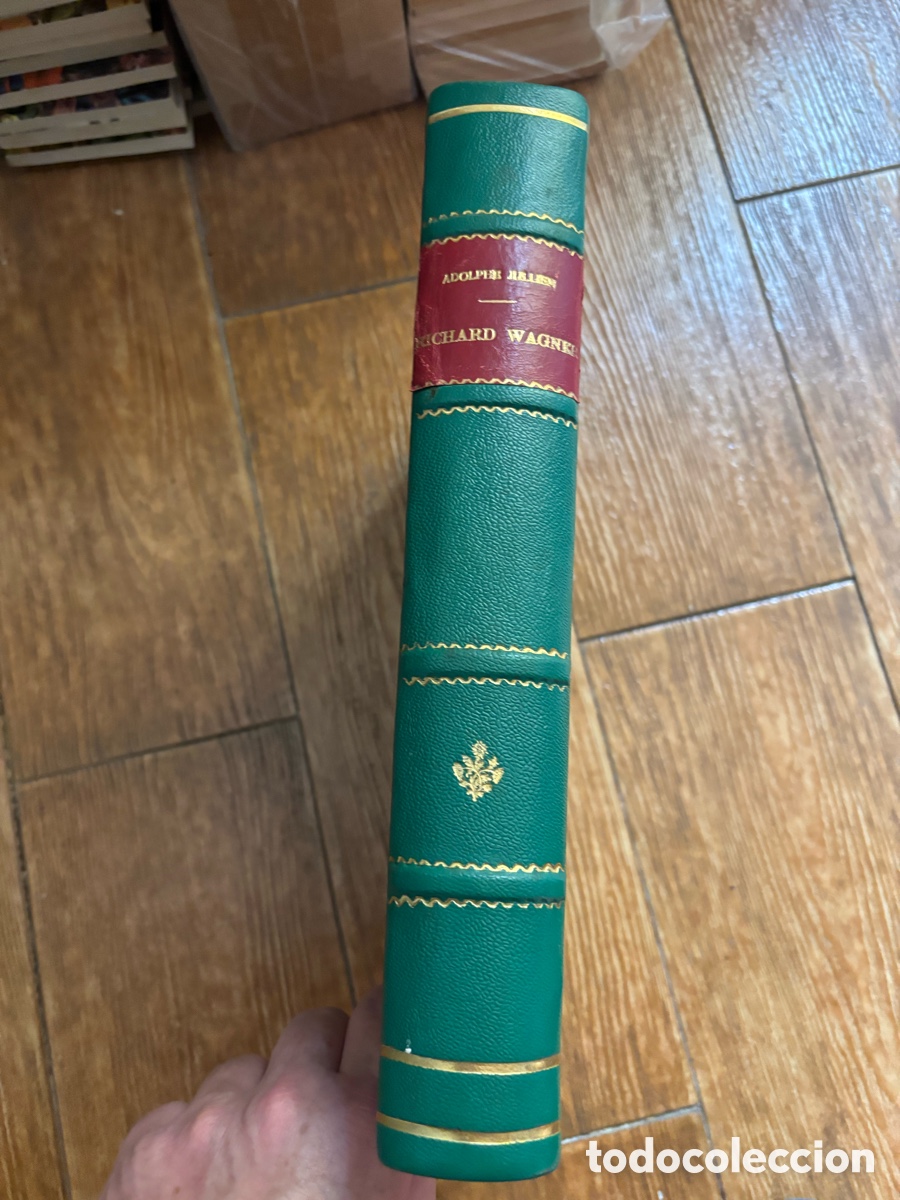 ADOLPHE JULLIEN
RICHARD WAGNER
todocoleccion